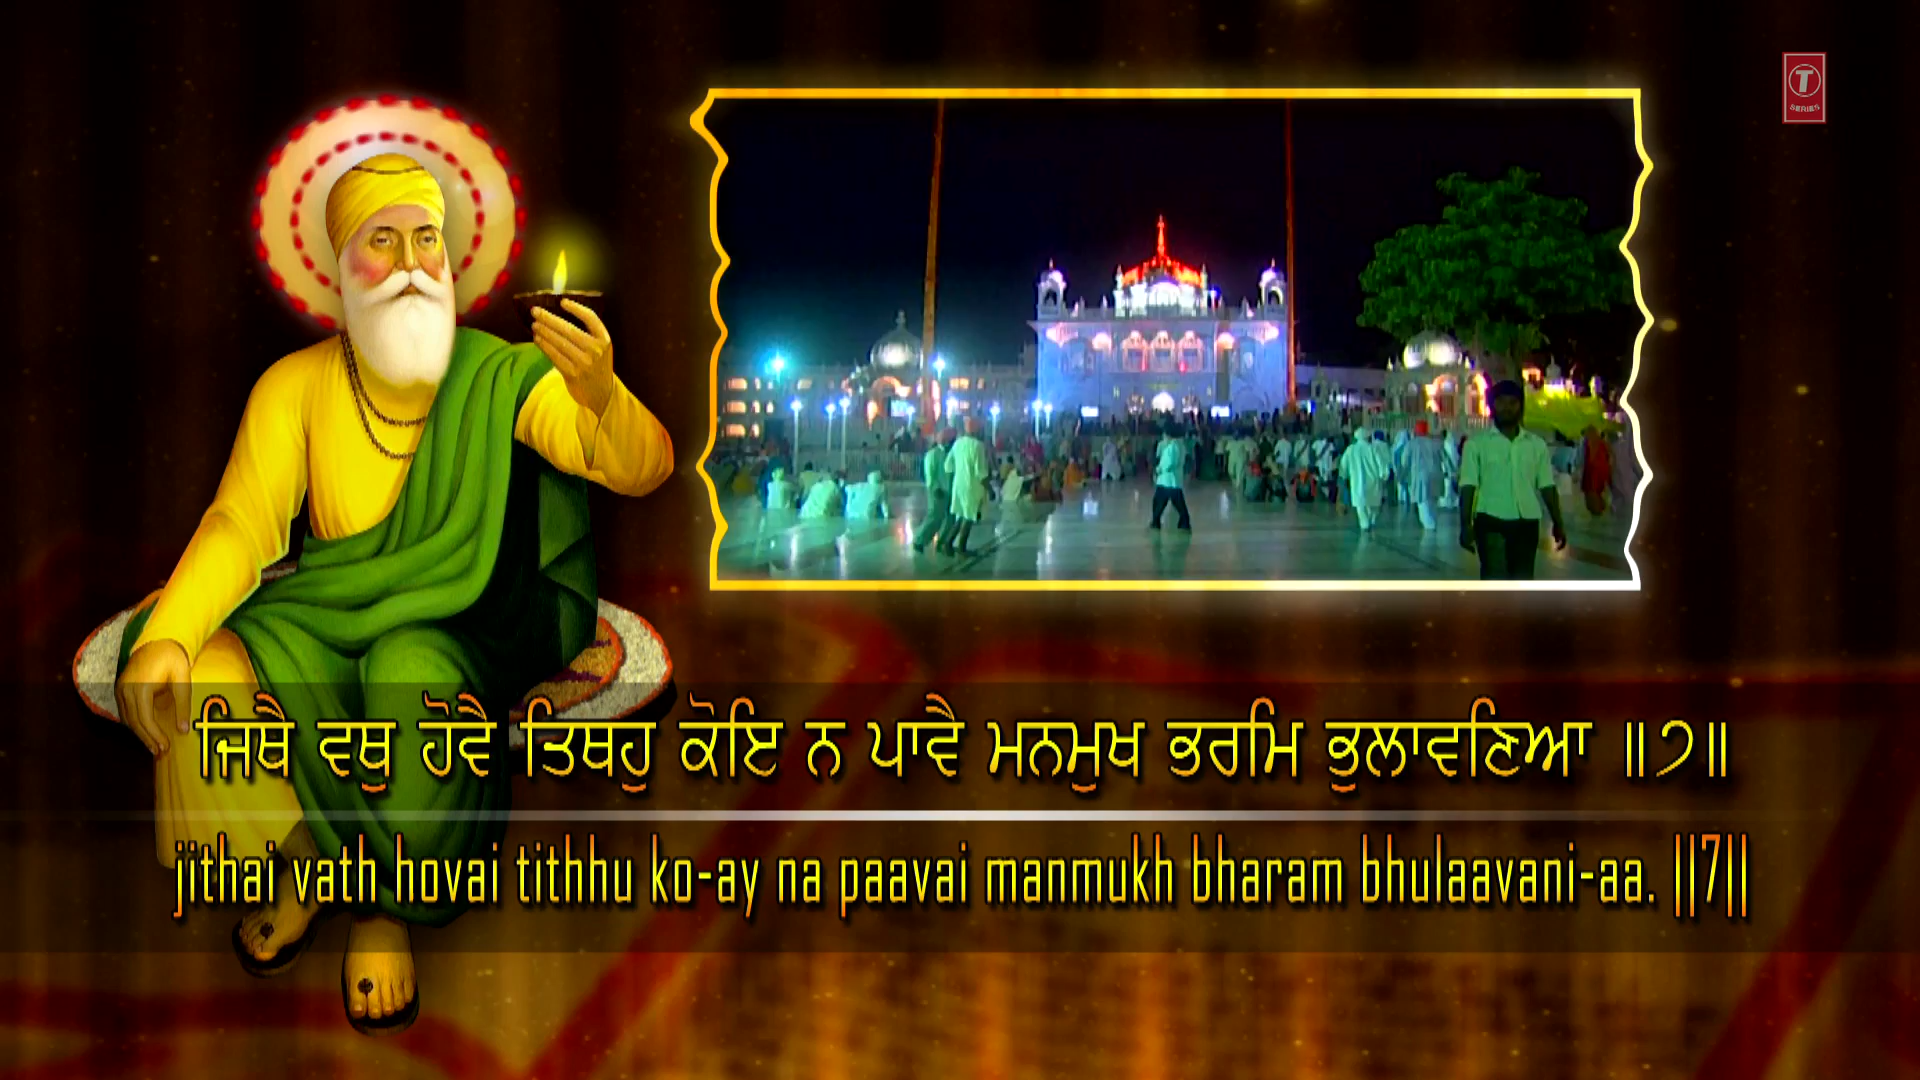 T
SERIES
ਜਿਥੈ ਵਥੁ ਹੋਵੈ ਤਿਥਹੁ ਕੋਇ ਨ ਪਾਵੈ ਮਨਮੁਖ ਭਰਮਿ ਭੁਲਾਵਣਿਆ ॥੭॥
jithai vath hovai tithhu ko-ay na paavai manmukh bharam bhulaavani-aa. ||7||